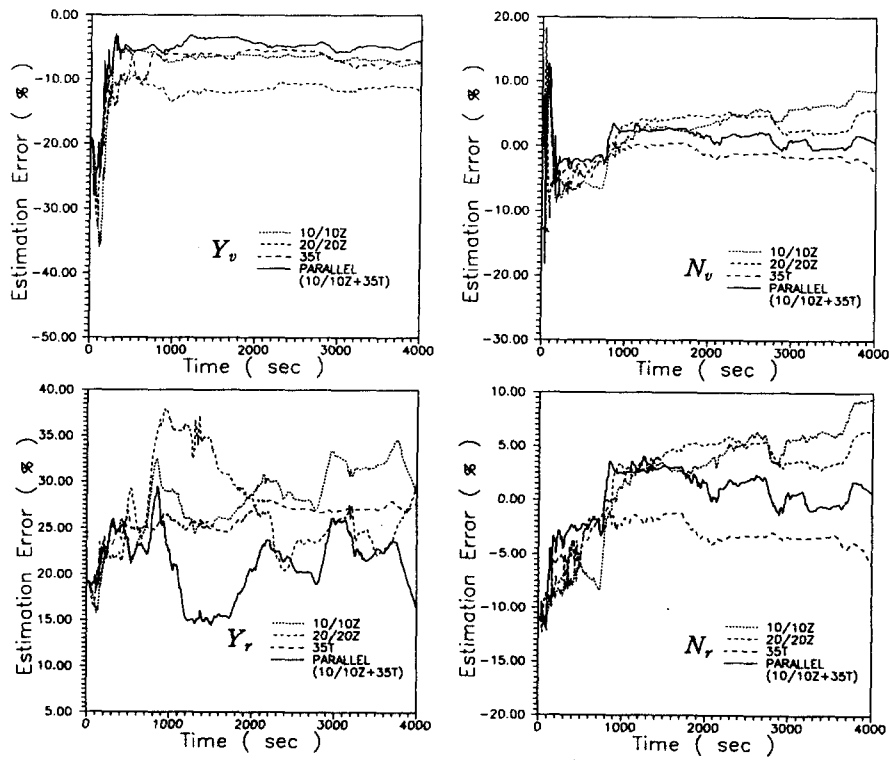 0.00
-10.00
-20.00
-30.00
-40.00
-50.00
Estimation Error ( % )
Y_v
10/10Z
20/20Z
35T
PARALLEL
(10/10Z+35T)
0 1000 2000 3000 4000
Time ( sec )
20.00
10.00
0.00
-10.00
-20.00
-30.00
Estimation Error ( % )
N_v
10/10Z
20/20Z
35T
PARALLEL
(10/10Z+35T)
0 1000 2000 3000 4000
Time ( sec )
40.00
35.00
30.00
25.00
20.00
15.00
10.00
5.00
Estimation Error ( % )
Y_r
10/10Z
20/20Z
35T
PARALLEL
(10/10Z+35T)
0 1000 2000 3000 4000
Time ( sec )
10.00
5.00
0.00
-5.00
-10.00
-15.00
-20.00
Estimation Error ( % )
N_r
10/10Z
20/20Z
35T
PARALLEL
(10/10Z+35T)
0 1000 2000 3000 4000
Time ( sec )